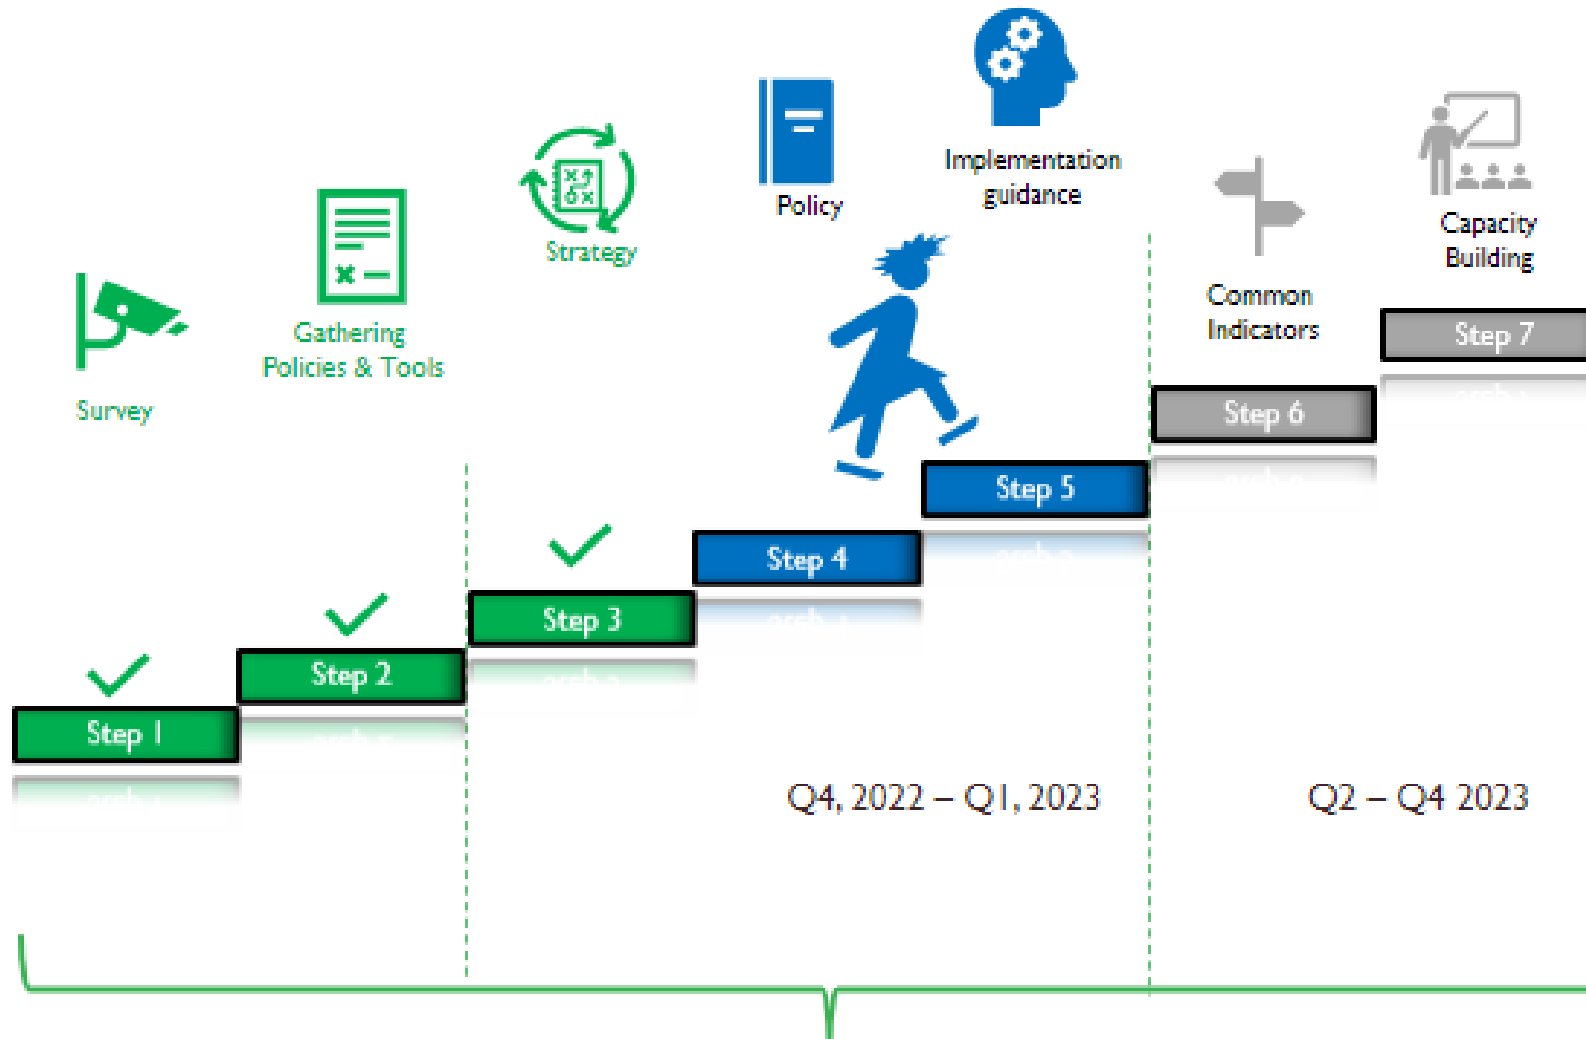 Survey
Gathering
Policies & Tools
Strategy
Policy
Implementation
guidance
Common
Indicators
Capacity
Building
Step 1
Step 2
Step 3
Step 4
Step 5
Step 6
Step 7
Q4, 2022 – Q1, 2023
Q2 – Q4 2023